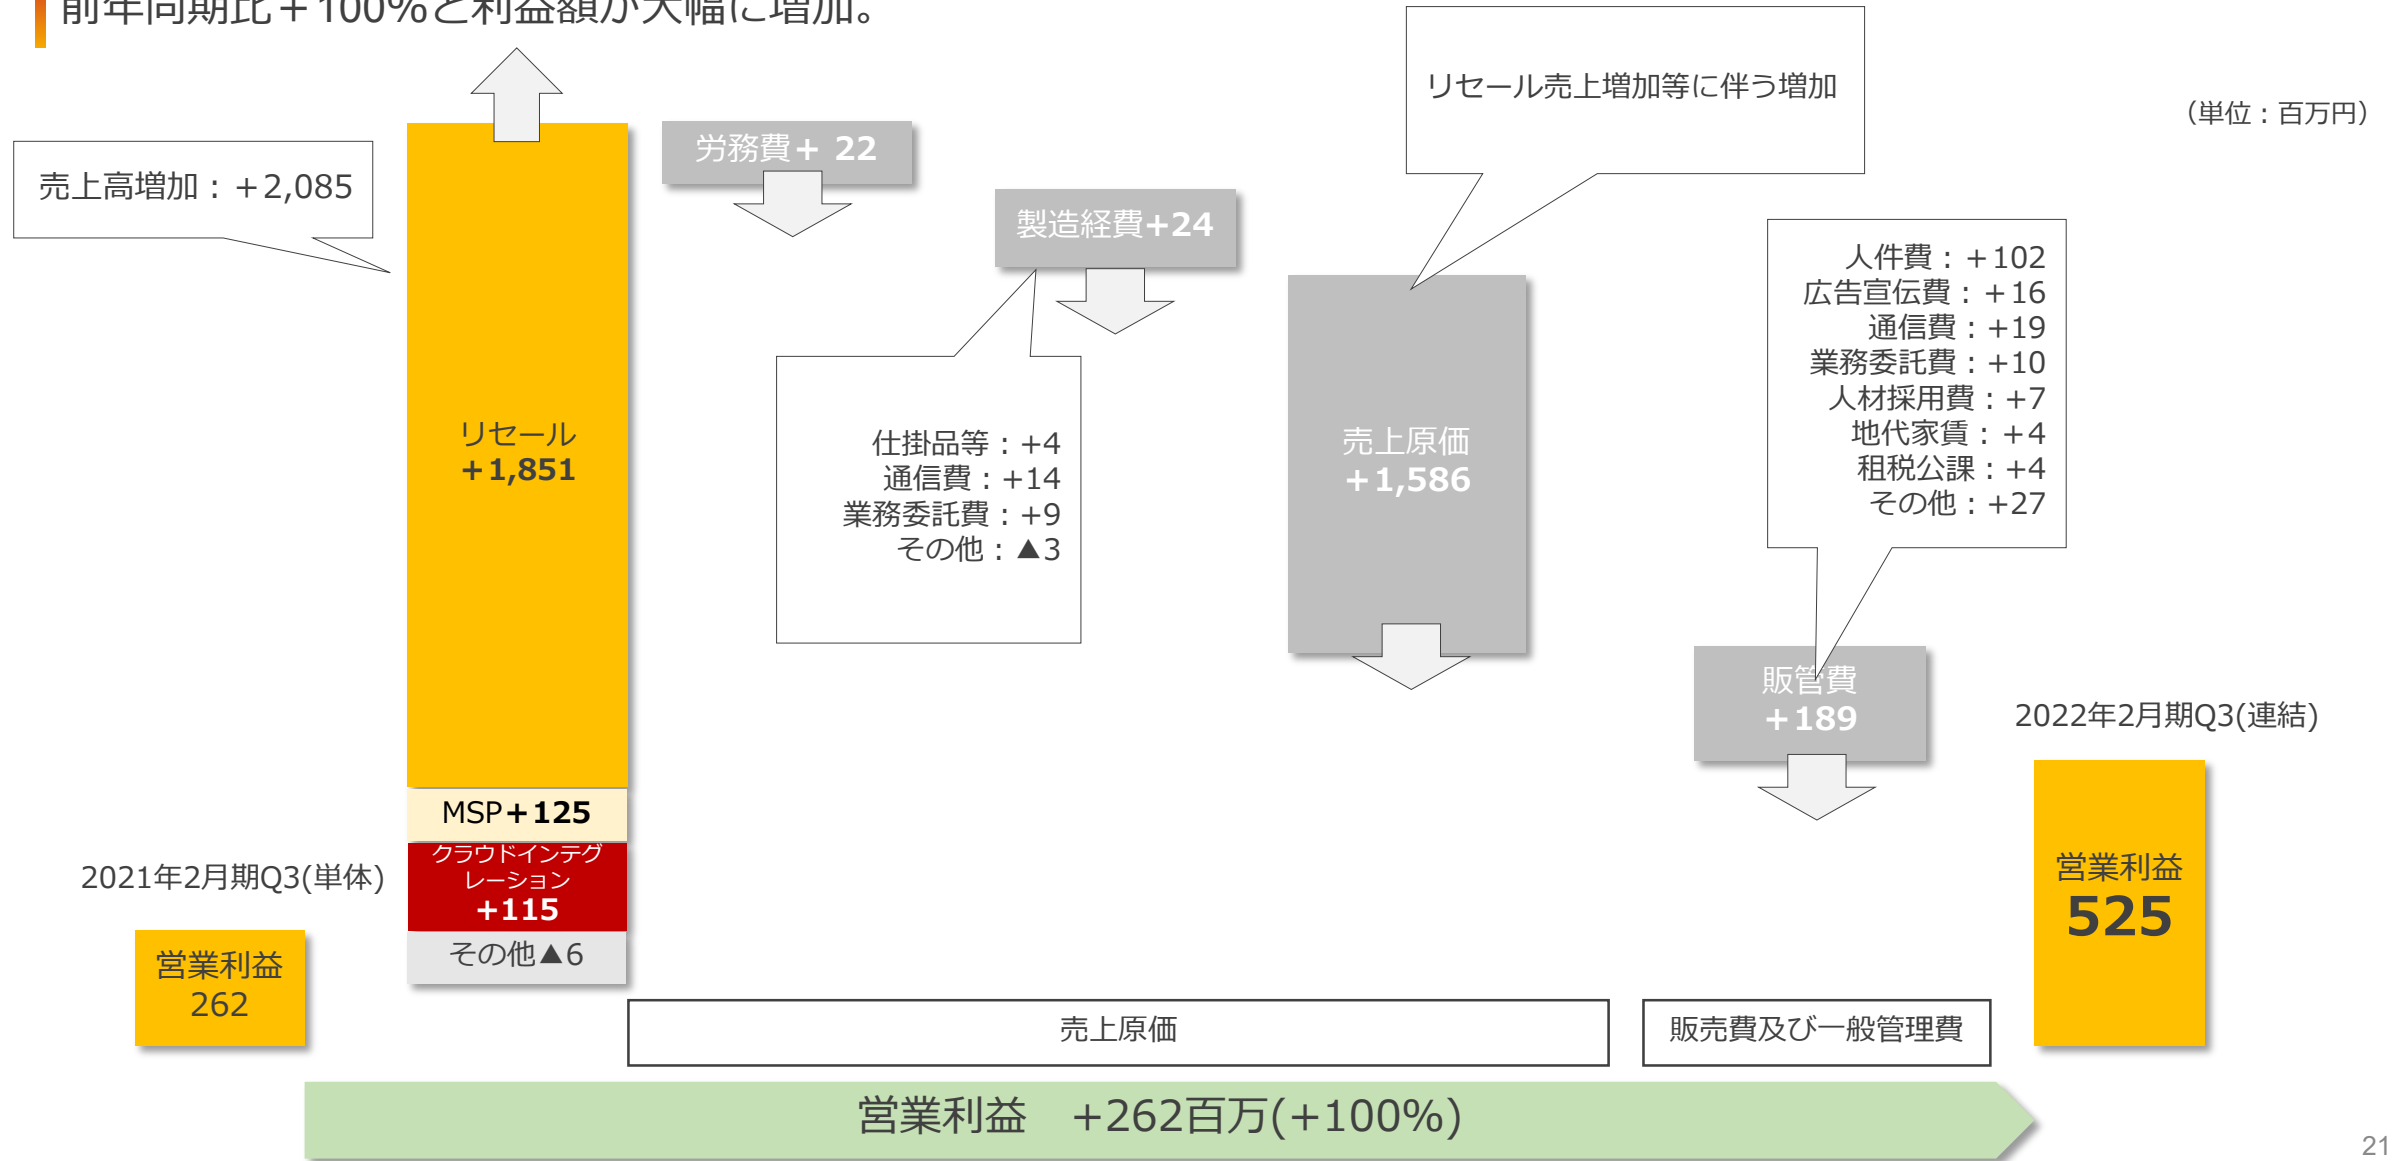 前年同期比＋100%と利益額が大幅に増加。
（単位：百万円）
売上高増加：＋2,085
リセール
＋1,851
MSP＋125
クラウドインテグ
レーション
+115
その他▲6
2021年2月期Q3(単体)
営業利益
262
労務費＋ 22
製造経費+24
仕掛品等：+4
通信費：+14
業務委託費：+9
その他：▲3
リセール売上増加等に伴う増加
売上原価
＋1,586
人件費：＋102
広告宣伝費：＋16
通信費：+19
業務委託費：+10
人材採用費：+7
地代家賃：＋4
租税公課：+4
その他：+27
販管費
＋189
2022年2月期Q3(連結)
営業利益
525
売上原価
販売費及び一般管理費
営業利益　+262百万(+100%)
21